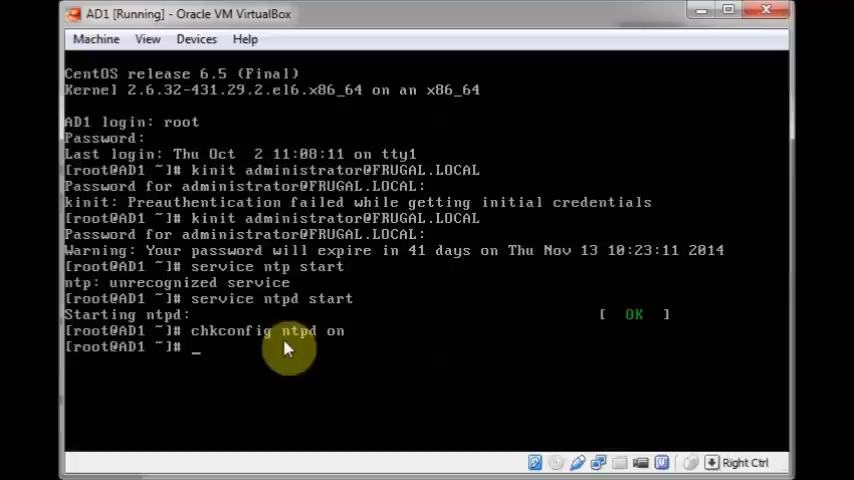 AD1 [Running] - Oracle VM VirtualBox
Machine View Devices Help
CentOS release 6.5 (Final)
Kernel 2.6.32-431.29.2.el6.x86_64 on an x86_64
AD1 login: root
Password:
Last login: Thu Oct  2 11:08:11 on tty1
[root@AD1 ~]# kinit administrator@FRUGAL.LOCAL
Password for administrator@FRUGAL.LOCAL:
kinit: Preauthentication failed while getting initial credentials
[root@AD1 ~]# kinit administrator@FRUGAL.LOCAL
Password for administrator@FRUGAL.LOCAL:
Warning: Your password will expire in 41 days on Thu Nov 13 10:23:11 2014
[root@AD1 ~]# service ntp start
ntp: unrecognized service
[root@AD1 ~]# service ntpd start
Starting ntpd: [  OK  ]
[root@AD1 ~]# chkconfig ntpd on
[root@AD1 ~]# _
Right Ctrl